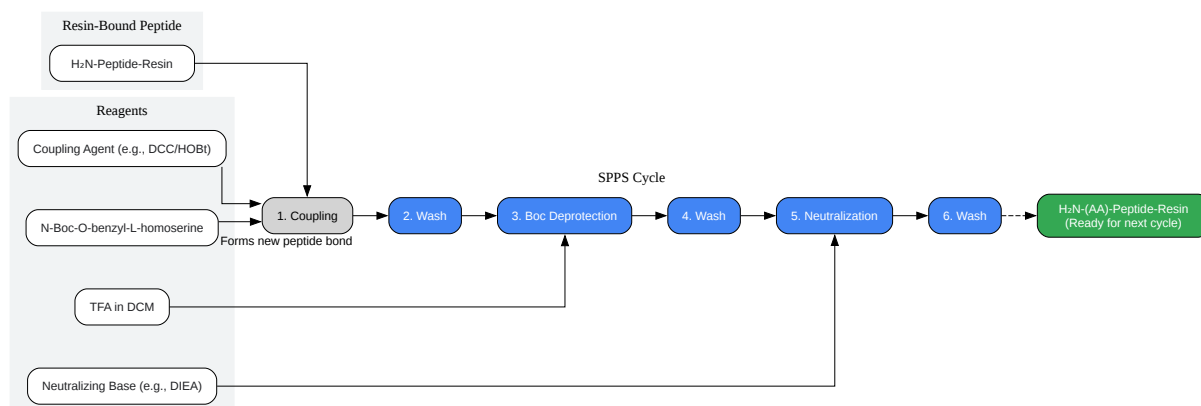 Resin-Bound Peptide
H₂N-Peptide-Resin
Reagents
Coupling Agent (e.g., DCC/HOBt)
N-Boc-O-benzyl-L-homoserine
TFA in DCM
Neutralizing Base (e.g., DIEA)
SPPS Cycle
1. Coupling
Forms new peptide bond
2. Wash
3. Boc Deprotection
4. Wash
5. Neutralization
6. Wash
H₂N-(AA)-Peptide-Resin
(Ready for next cycle)